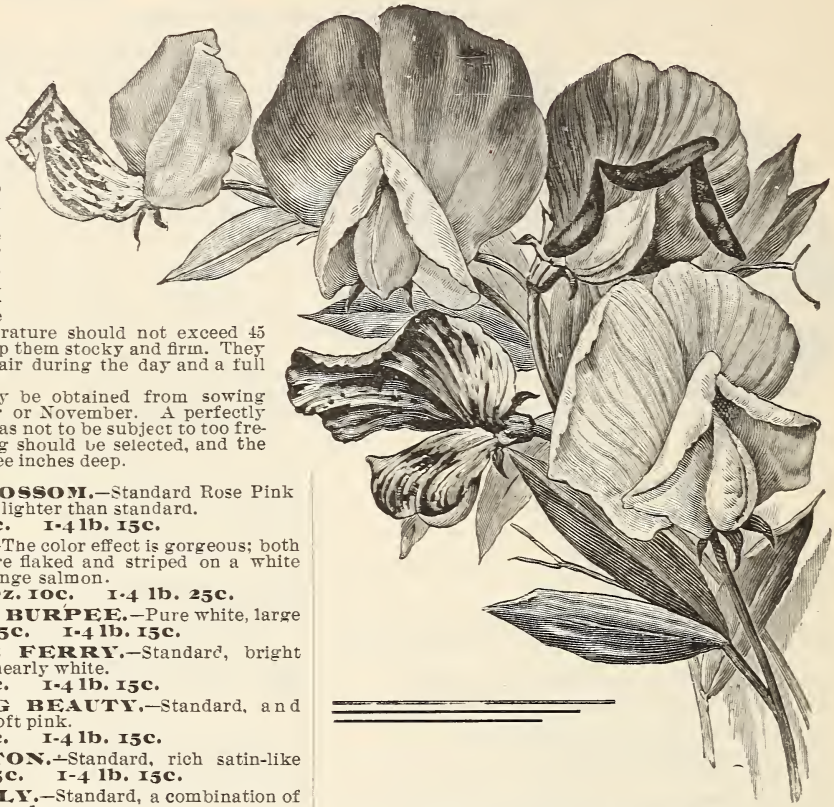 rature should not exceed 45
p them stocky and firm. They
air during the day and a full
y be obtained from sowing
or November. A perfectly
as not to be subject to too fre-
g should be selected, and the
ee inches deep.
OSSOM.—Standard Rose Pink
lighter than standard.
c. 1-4 lb. 15c.
The color effect is gorgeous; both
re flaked and striped on a white
nge salmon.
z. 10c. 1-4 lb. 25c.
BURPEE.—Pure white, large
5c. 1-4 lb. 15c.
FERRY.—Standard, bright
nearly white.
c. 1-4 lb. 15c.
G BEAUTY.—Standard, and
oft pink.
c. 1-4 lb. 15c.
TON.—Standard, rich satin-like
5c. 1-4 lb. 15c.
LY.—Standard, a combination of